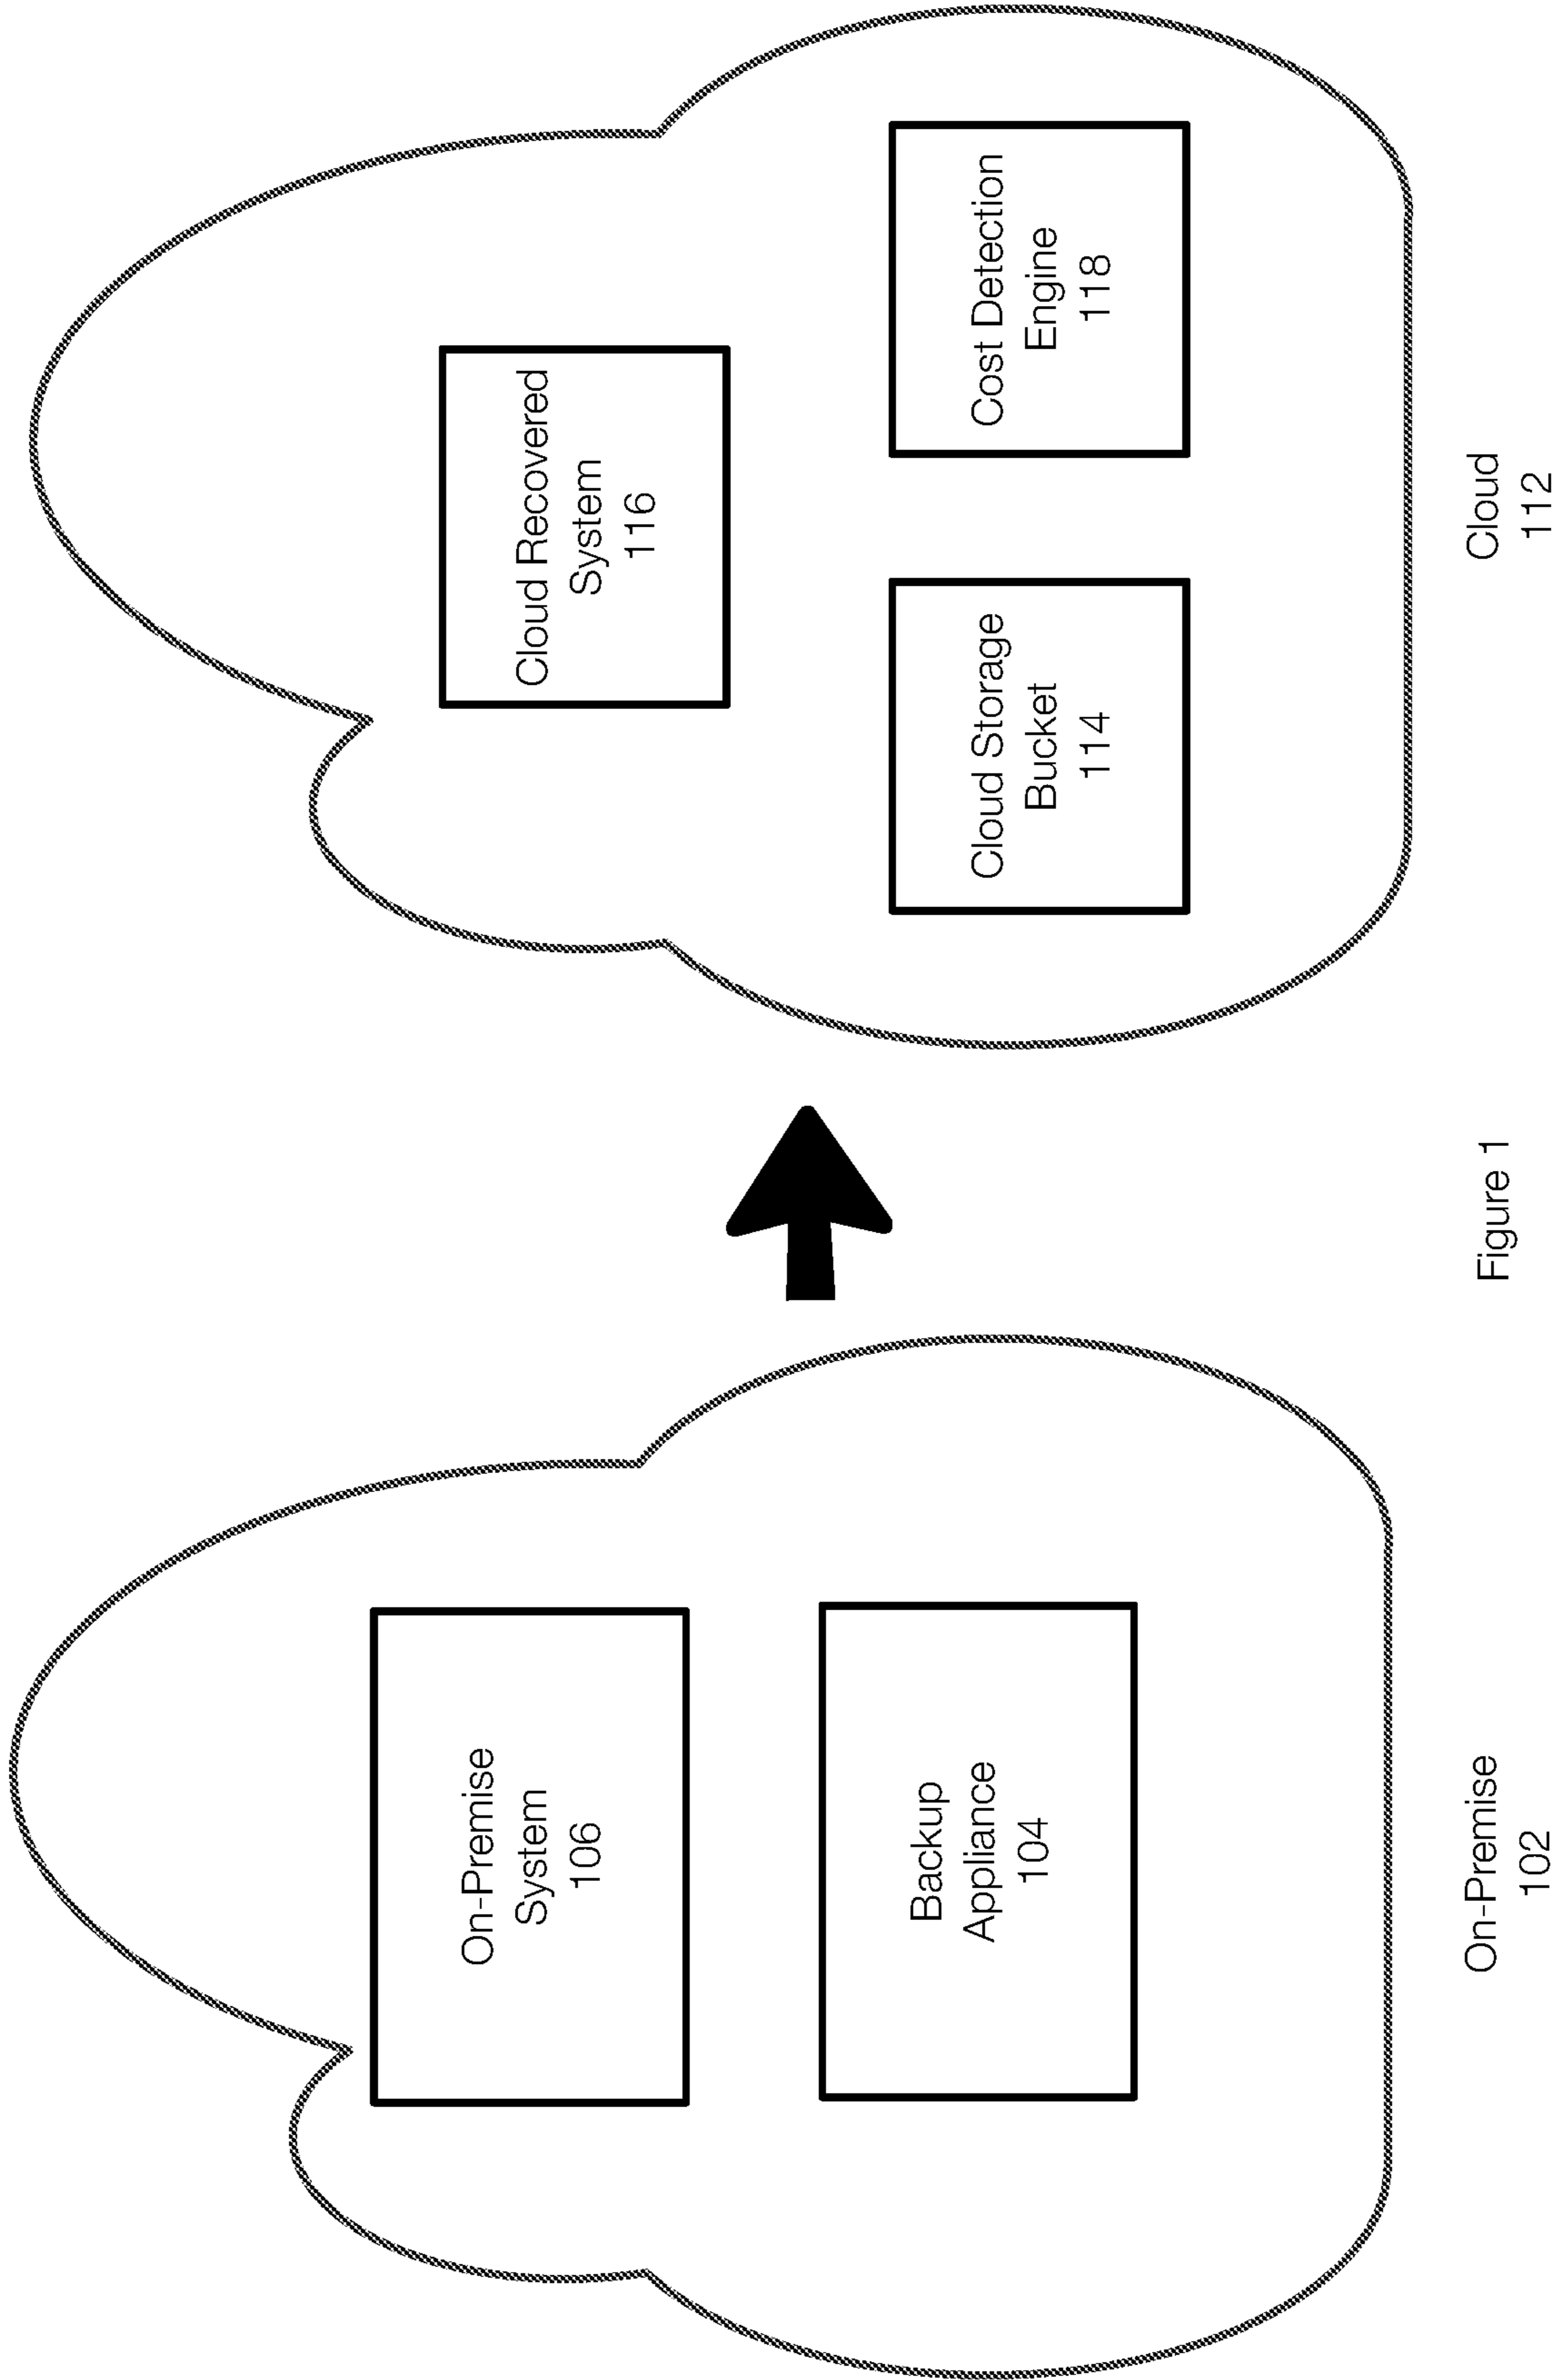 On-Premise
System
106
Backup
Appliance
104
On-Premise
102
Cloud Recovered
System
116
Cloud Storage
Bucket
114
Cost Detection
Engine
118
Cloud
112
Figure 1